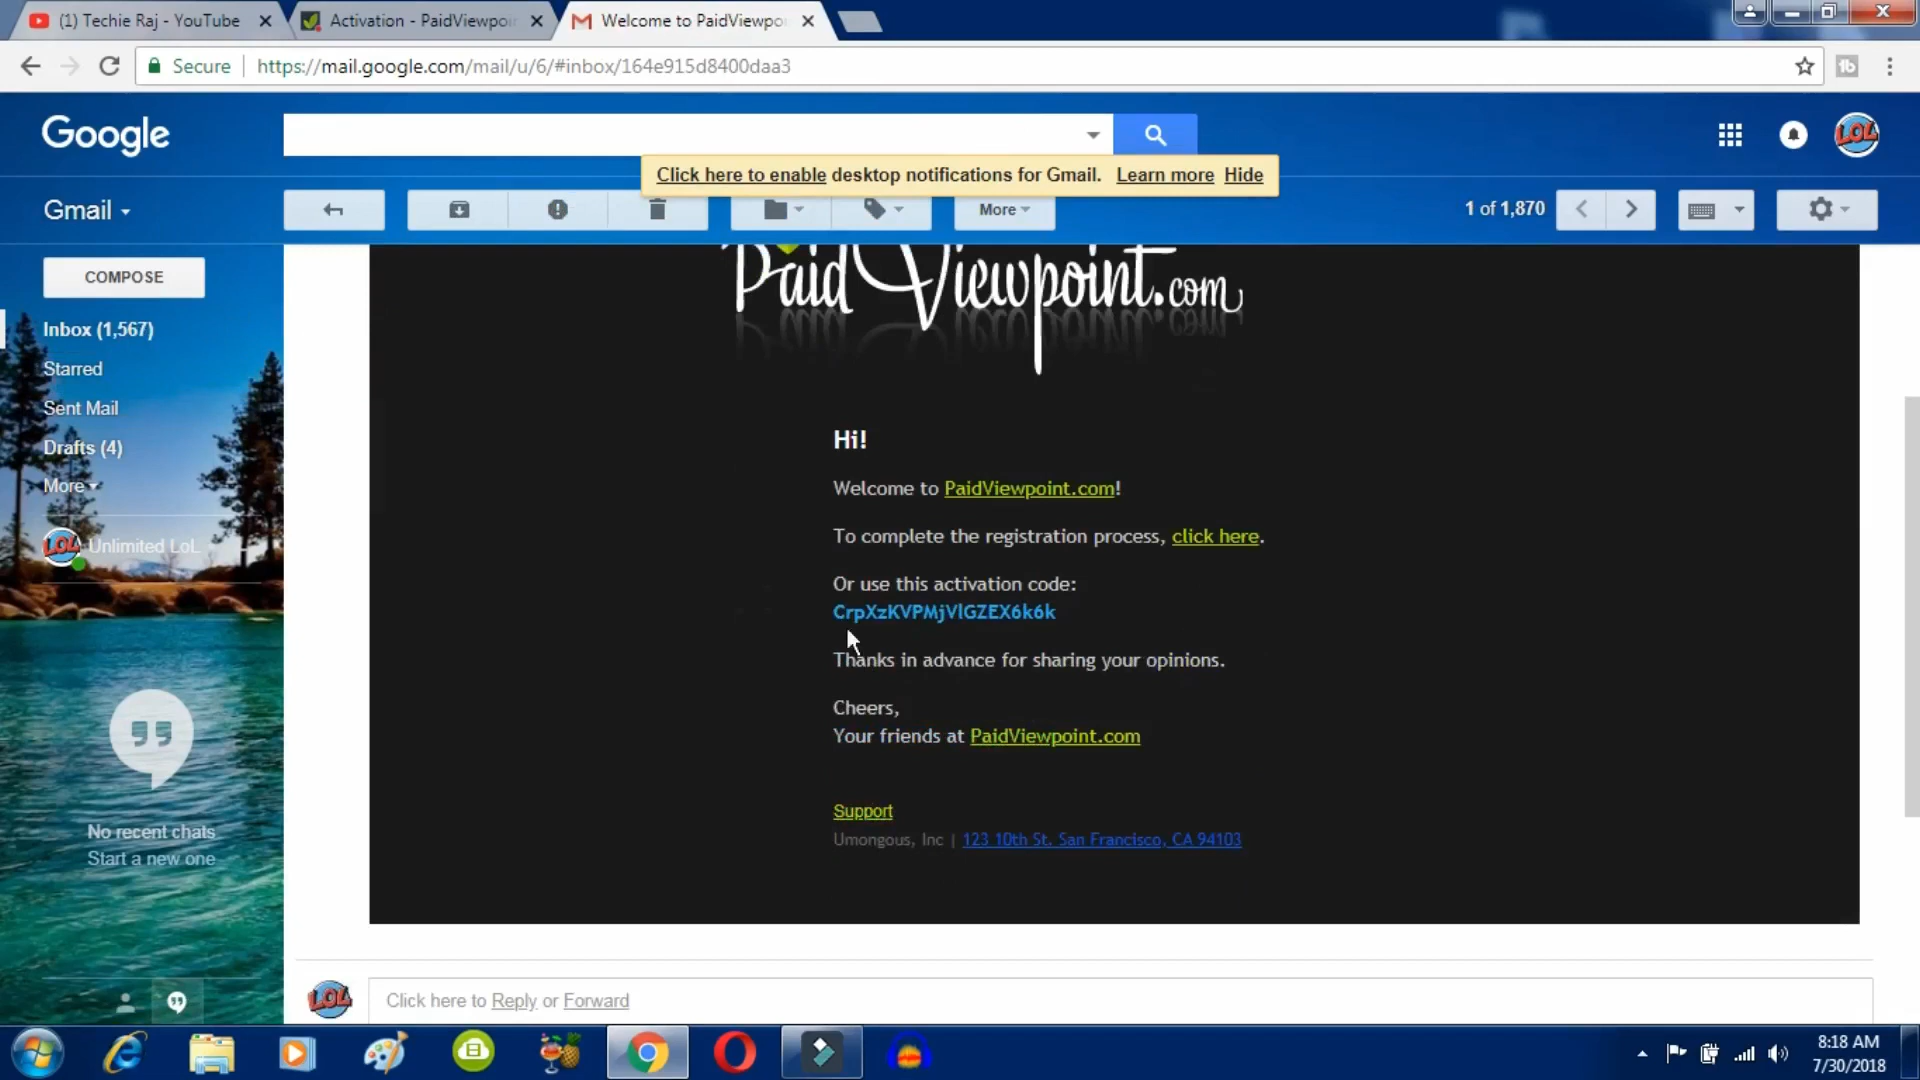 (1) Techie Raj - YouTube
Activation - PaidViewpoin
Welcome to PaidViewpo
Secure
https://mail.google.com/mail/u/6/#inbox/164e915d8400daa3
Google
Click here to enable desktop notifications for Gmail. Learn more Hide
Gmail
More
1 of 1,870
COMPOSE
Inbox (1,567)
Starred
Sent Mail
Drafts (4)
More
Unlimited LoL
No recent chats
Start a new one
PaidViewpoint.com
Hi!
Welcome to PaidViewpoint.com!
To complete the registration process, click here.
Or use this activation code:
CrpXzKVPMjVlGZEX6k6k
Thanks in advance for sharing your opinions.
Cheers,
Your friends at PaidViewpoint.com
Support
Umongous, Inc | 123 10th St. San Francisco, CA 94103
LOL
LOL
LOL
Click here to Reply or Forward
8:18 AM
7/30/2018